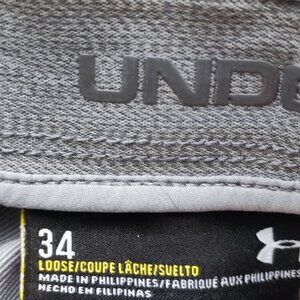 UNDE
34
LOOSE/COUPE LÂCHE/SUELTO
MADE IN PHILIPPINES/FABRIQUÉ AUX PHILIPPINES
HECHO EN FILIPINAS